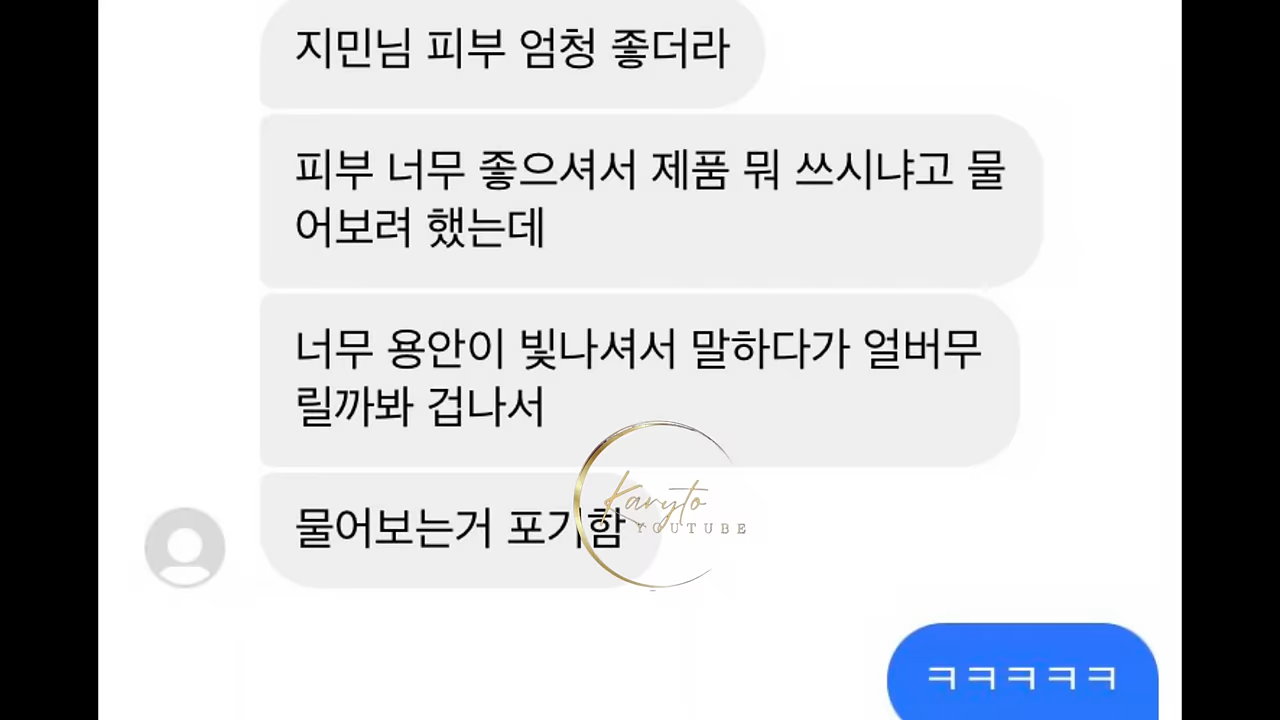 지민님 피부 엄청 좋더라
피부 너무 좋으셔서 제품 뭐 쓰시냐고 물
어보려 했는데
너무 용안이 빛나셔서 말하다가 얼버무
릴까봐 겁나서
물어보는거 포기함
Karyto
YOUTUBE
ㅋㅋㅋㅋㅋ